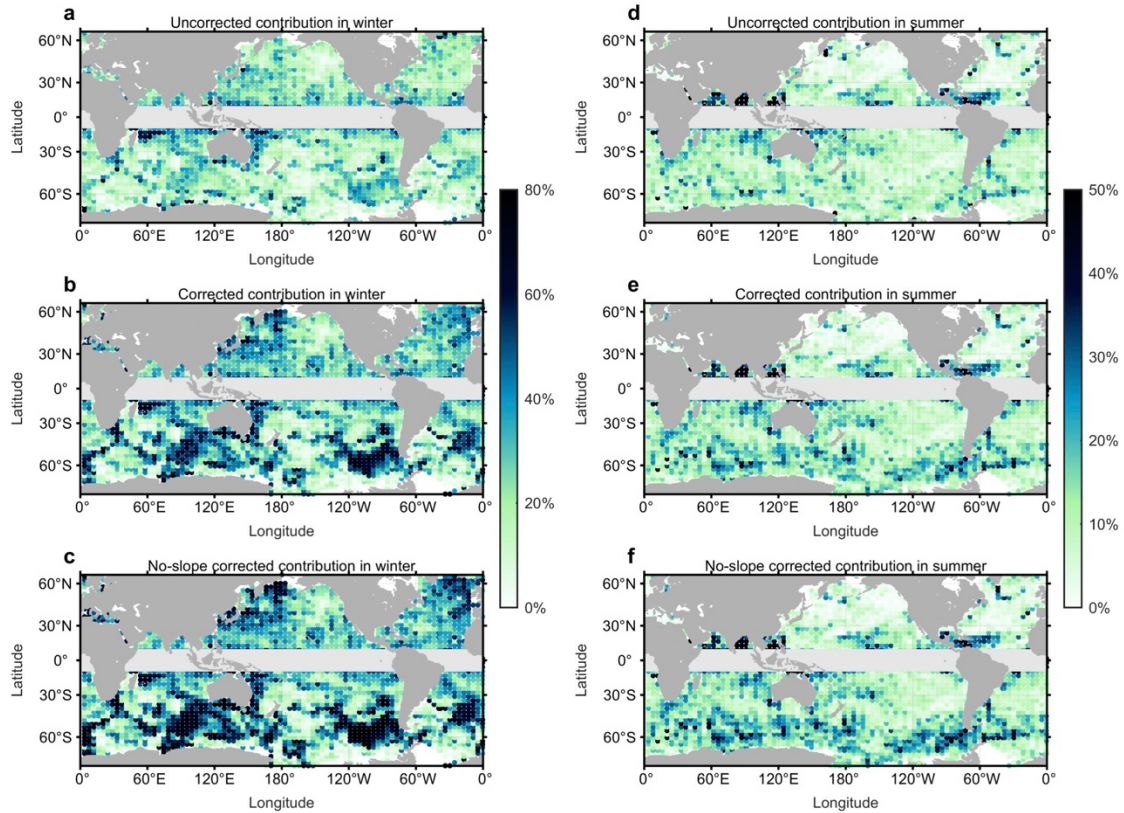 a
Uncorrected contribution in winter
60°N
30°N
0°
30°S
60°S
Latitude
0°
60°E
120°E
180°
120°W
60°W
0°
Longitude
b
Corrected contribution in winter
60°N
30°N
0°
30°S
60°S
Latitude
0°
60°E
120°E
180°
120°W
60°W
0°
Longitude
c
No-slope corrected contribution in winter
60°N
30°N
0°
30°S
60°S
Latitude
0°
60°E
120°E
180°
120°W
60°W
0°
Longitude
80%
60%
40%
20%
0%
d
Uncorrected contribution in summer
60°N
30°N
0°
30°S
60°S
Latitude
0°
60°E
120°E
180°
120°W
60°W
0°
Longitude
e
Corrected contribution in summer
60°N
30°N
0°
30°S
60°S
Latitude
0°
60°E
120°E
180°
120°W
60°W
0°
Longitude
f
No-slope corrected contribution in summer
60°N
30°N
0°
30°S
60°S
Latitude
0°
60°E
120°E
180°
120°W
60°W
0°
Longitude
50%
40%
30%
20%
10%
0%